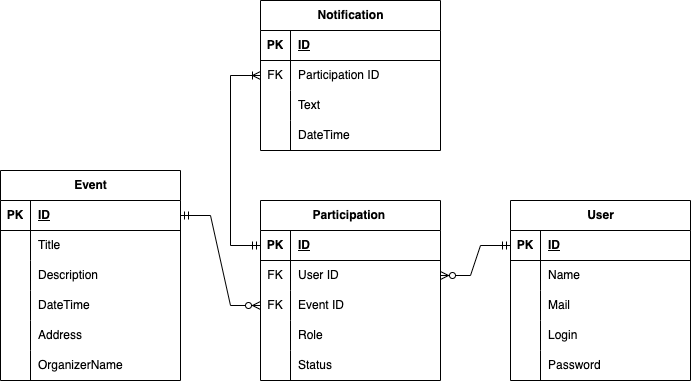 Notification
PK ID
FK Participation ID
Text
DateTime
Event
PK ID
Title
Description
DateTime
Address
OrganizerName
Participation
PK ID
FK User ID
FK Event ID
Role
Status
User
PK ID
Name
Mail
Login
Password